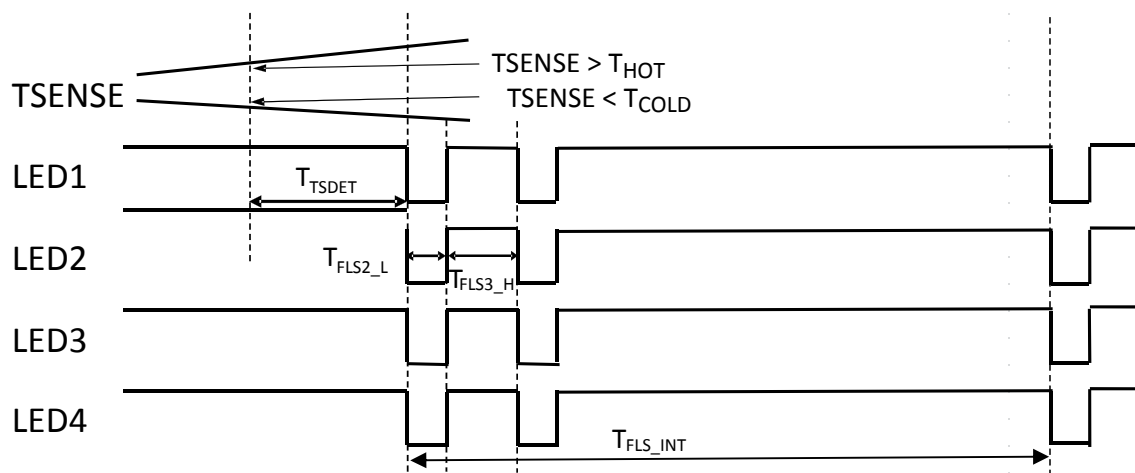 TSENSE > THOT
TSENSE
TSENSE < TCOLD
LED1
TTSDET
LED2
TFLS2_L
TFLS3_H
LED3
LED4
TFLS_INT